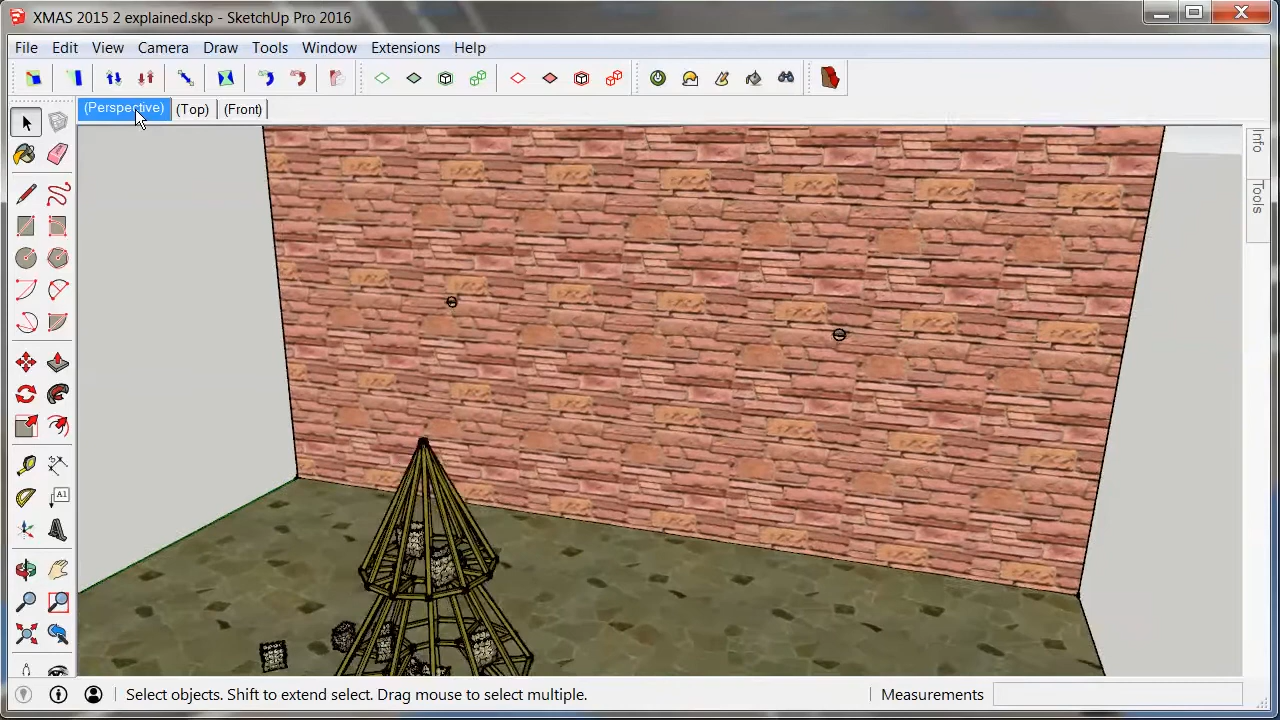 XMAS 2015 2 explained.skp - SketchUp Pro 2016
File Edit View Camera Draw Tools Window Extensions Help
(Perspective) (Top) (Front)
Info
Tools
A1
Select objects. Shift to extend select. Drag mouse to select multiple.
Measurements